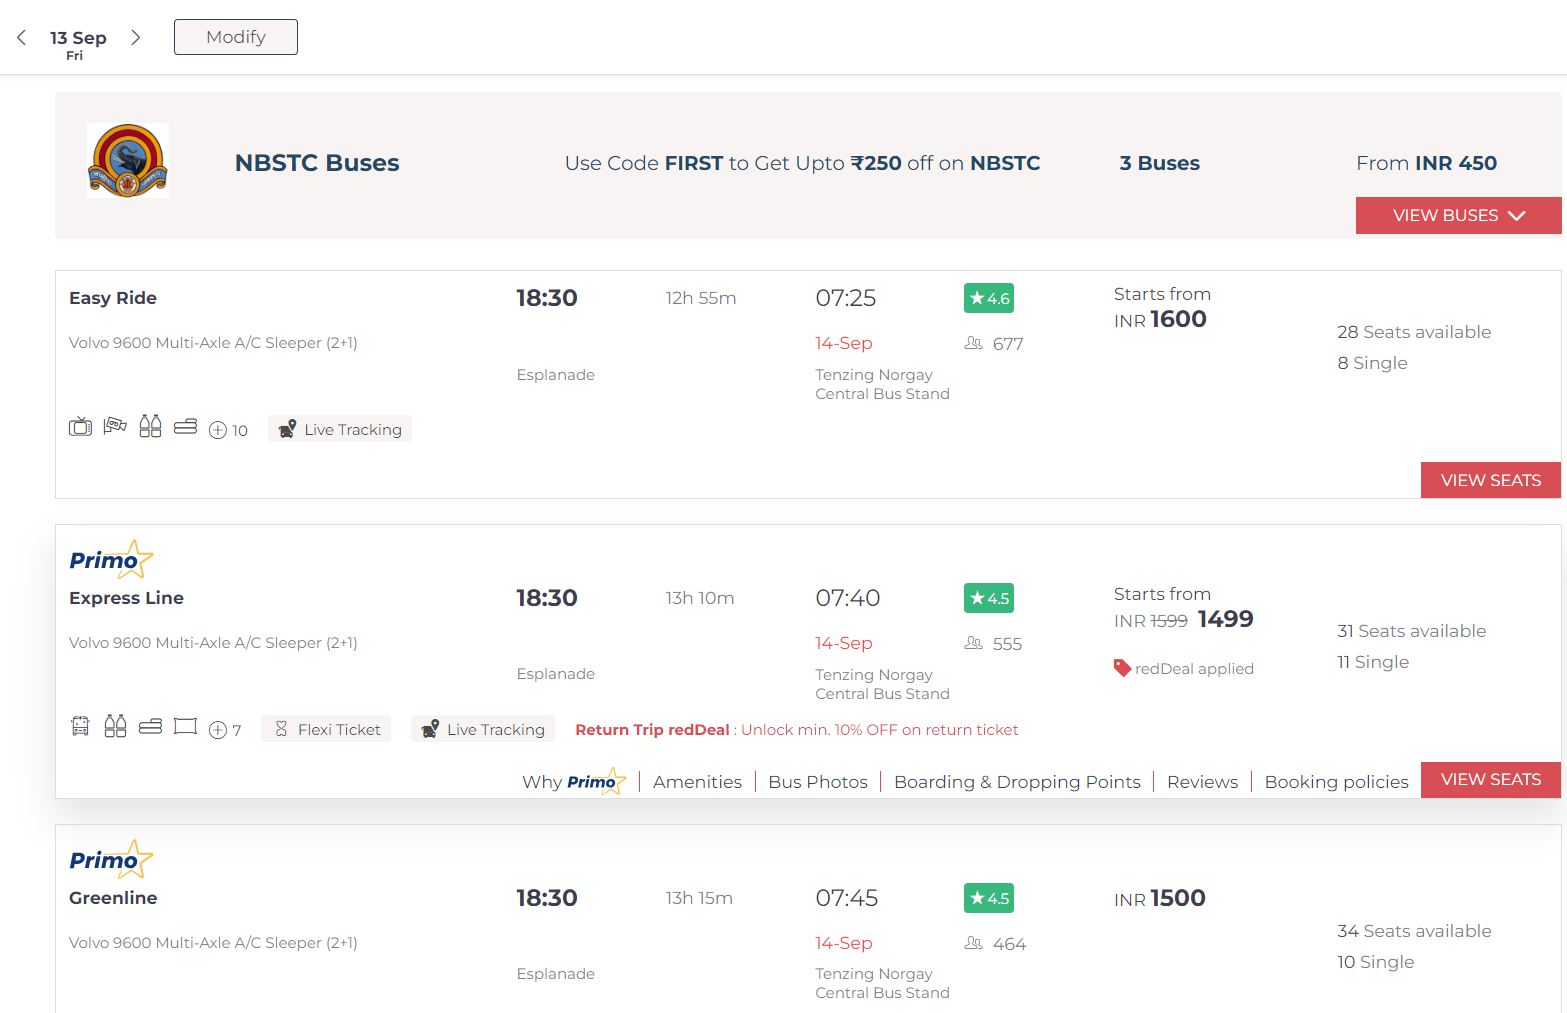 13 Sep
Fri
Modify
NBSTC Buses
Use Code FIRST to Get Upto ₹250 off on NBSTC
3 Buses
From INR 450
VIEW BUSES
Easy Ride
18:30
12h 55m
07:25
4.6
Starts from
INR 1600
28 Seats available
8 Single
Volvo 9600 Multi-Axle A/C Sleeper (2+1)
14-Sep
677
Esplanade
Tenzing Norgay
Central Bus Stand
10
Live Tracking
VIEW SEATS
Primo
Express Line
18:30
13h 10m
07:40
4.5
Starts from
INR 1599 1499
31 Seats available
11 Single
Volvo 9600 Multi-Axle A/C Sleeper (2+1)
14-Sep
555
redDeal applied
Esplanade
Tenzing Norgay
Central Bus Stand
7
Flexi Ticket
Live Tracking
Return Trip redDeal : Unlock min. 10% OFF on return ticket
Why Primo
Amenities
Bus Photos
Boarding & Dropping Points
Reviews
Booking policies
VIEW SEATS
Primo
Greenline
18:30
13h 15m
07:45
4.5
INR 1500
34 Seats available
10 Single
Volvo 9600 Multi-Axle A/C Sleeper (2+1)
14-Sep
464
Esplanade
Tenzing Norgay
Central Bus Stand